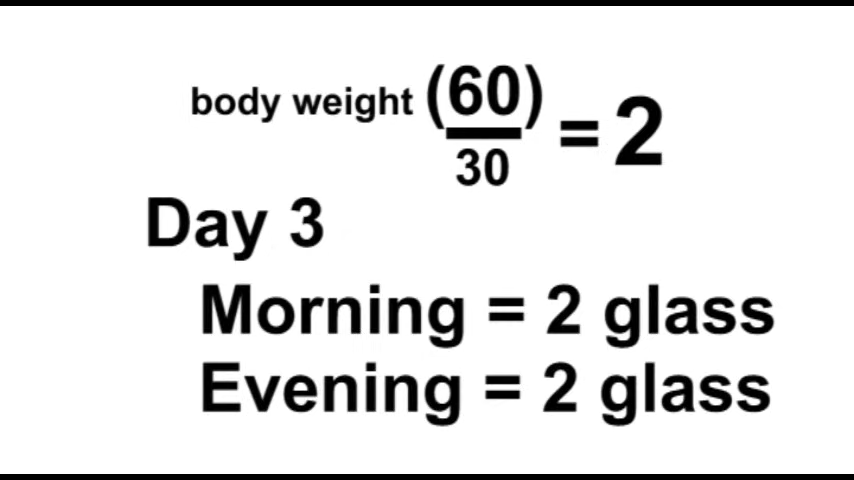 body weight (60)
30
= 2
Day 3
Morning = 2 glass
Evening = 2 glass